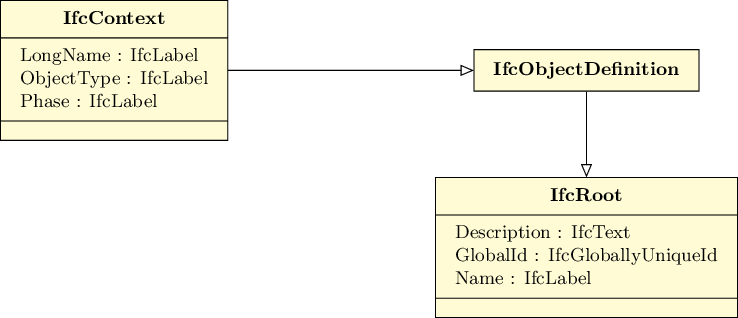 IfcContext
LongName : IfcLabel
ObjectType : IfcLabel
Phase : IfcLabel
IfcObjectDefinition
IfcRoot
Description : IfcText
GlobalId : IfcGloballyUniqueId
Name : IfcLabel